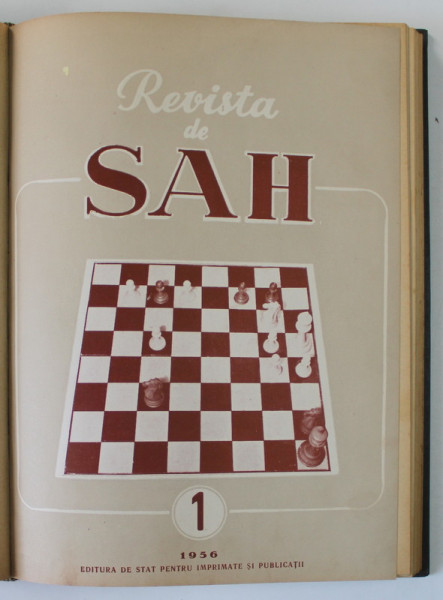 Revista
de
SAH
1
1956
EDITURA DE STAT PENTRU IMPRIMATE ȘI PUBLICAȚII